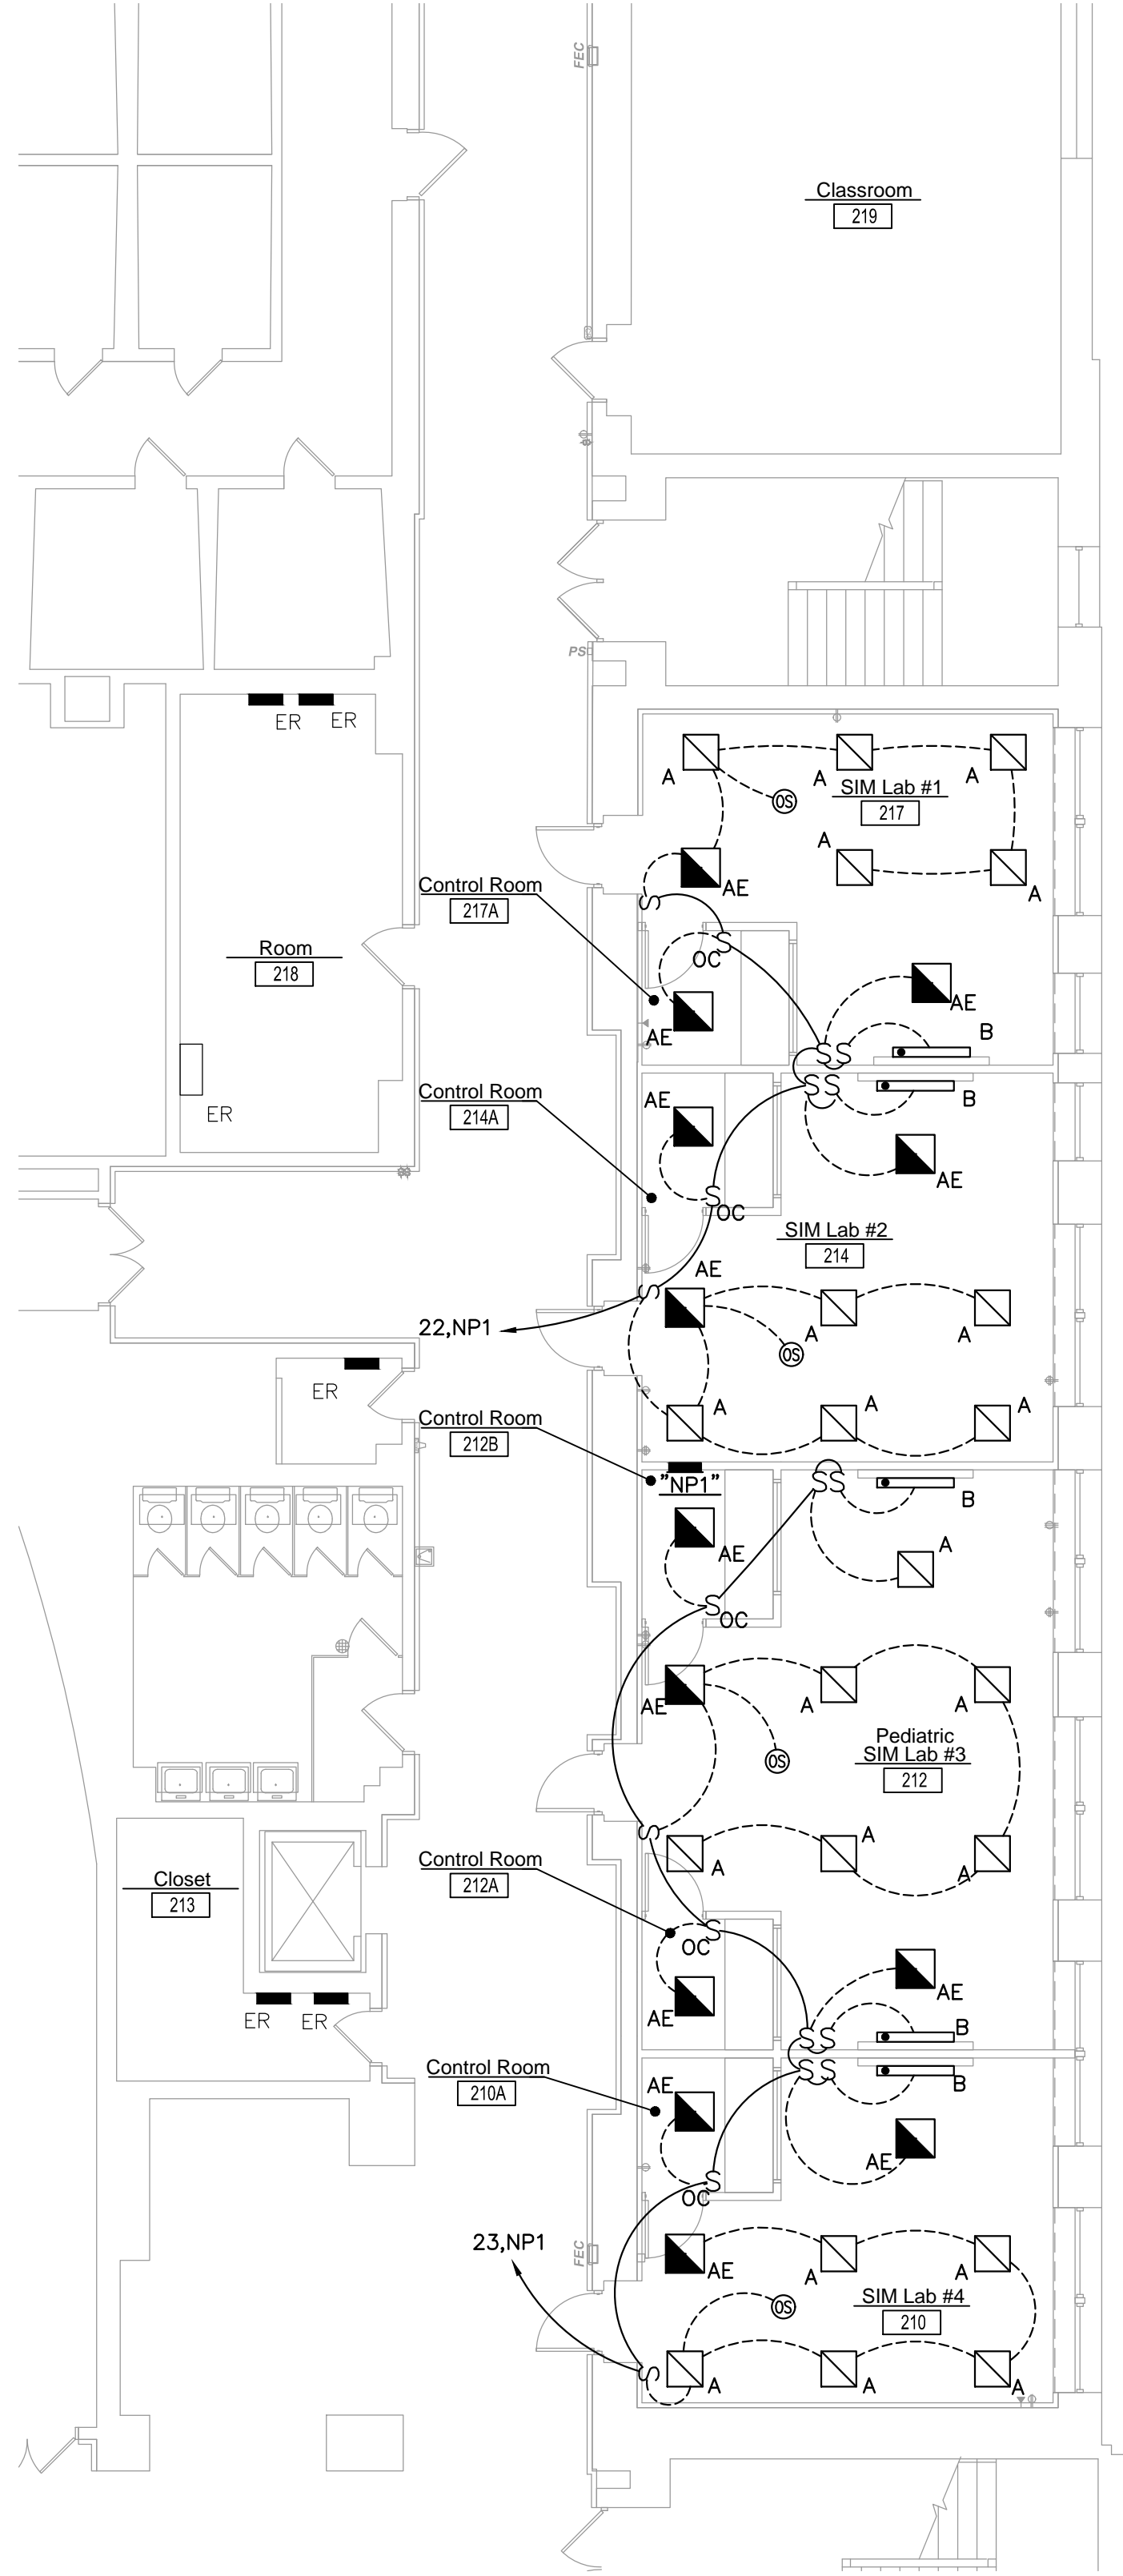 FEC
Classroom
219
PS
ER
ER
A
A
A
SIM Lab #1
217
A
A
OS
AE
Control Room
217A
S
S
OC
Room
218
AE
AE
B
S S
ER
Control Room
214A
S S
B
AE
AE
S
OC
SIM Lab #2
214
AE
S
22,NP1
A
A
OS
ER
A
A
A
Control Room
212B
"NP1"
SS
B
AE
A
S
OC
AE
A
A
Pediatric
SIM Lab #3
212
OS
S
A
A
A
Control Room
212A
Closet
213
S
OC
AE
AE
ER
ER
S S
B
S S
B
Control Room
210A
AE
AE
S
OC
23,NP1
FEC
AE
A
A
SIM Lab #4
210
OS
S
A
A
A